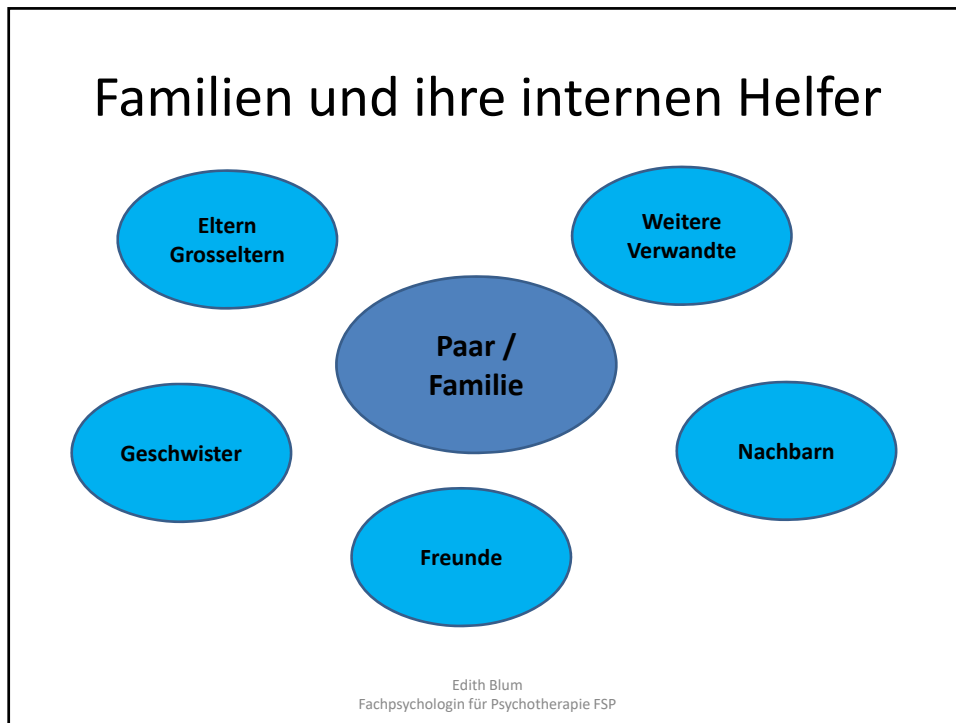 Familien und ihre internen Helfer
Eltern
Grosseltern
Weitere
Verwandte
Paar /
Familie
Geschwister
Nachbarn
Freunde
Edith Blum
Fachpsychologin für Psychotherapie FSP